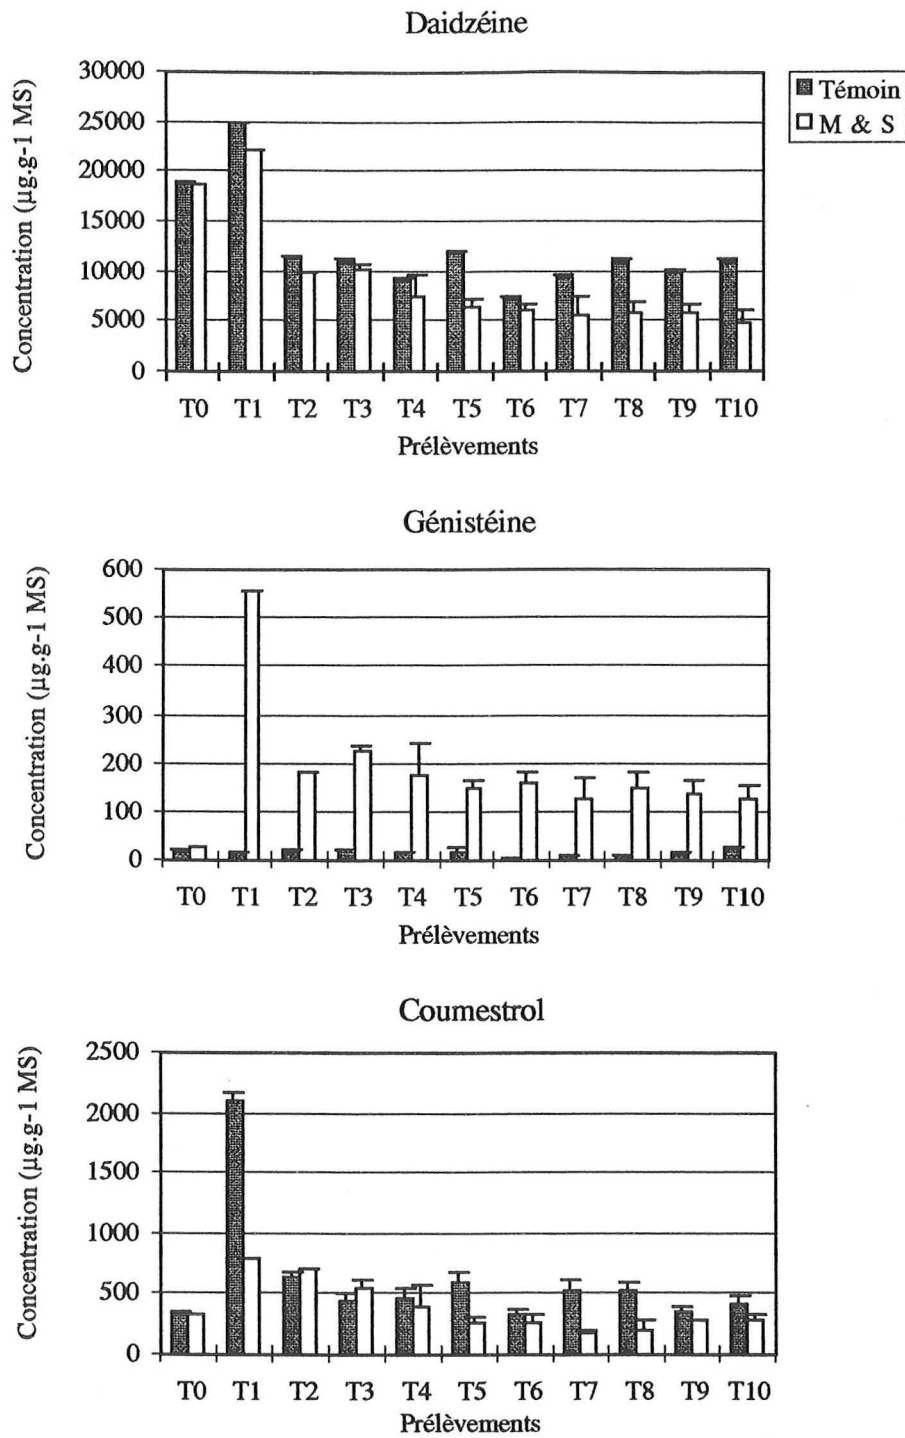 Daidzéine
Concentration (µg.g-1 MS)
30000
25000
20000
15000
10000
5000
0
T0 T1 T2 T3 T4 T5 T6 T7 T8 T9 T10
Prélèvements
Témoin
M & S
Génistéine
Concentration (µg.g-1 MS)
600
500
400
300
200
100
0
T0 T1 T2 T3 T4 T5 T6 T7 T8 T9 T10
Prélèvements
Coumestrol
Concentration (µg.g-1 MS)
2500
2000
1500
1000
500
0
T0 T1 T2 T3 T4 T5 T6 T7 T8 T9 T10
Prélèvements